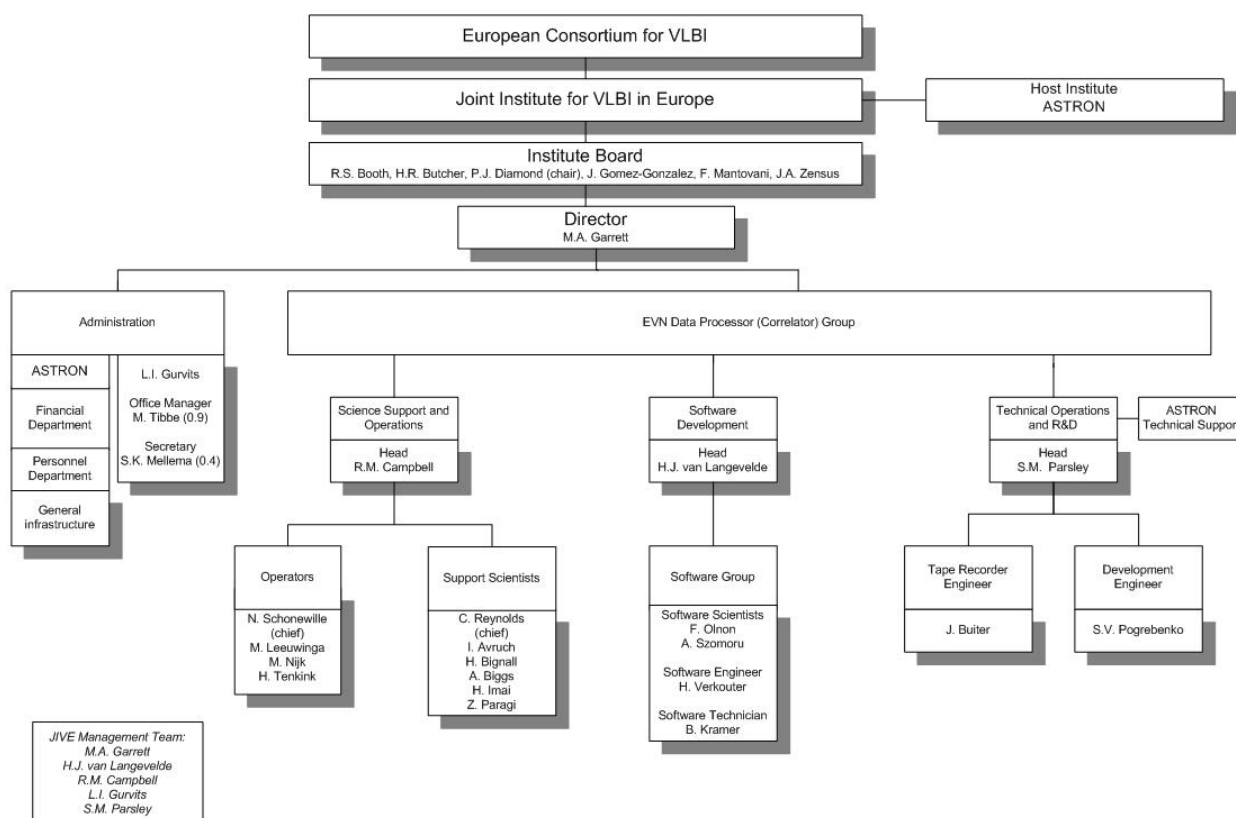 European Consortium for VLBI
Joint Institute for VLBI in Europe
Host Institute
ASTRON
Institute Board
R.S. Booth, H.R. Butcher, P.J. Diamond (chair), J. Gomez-Gonzalez, F. Mantovani, J.A. Zensus
Director
M.A. Garrett
Administration
ASTRON
Financial
Department
Personnel
Department
General
infrastructure
L.I. Gurvits
Office Manager
M. Tibbe (0.9)
Secretary
S.K. Mellema (0.4)
EVN Data Processor (Correlator) Group
Science Support and
Operations
Head
R.M. Campbell
Operators
N. Schonewille
(chief)
M. Leeuwinga
M. Nijk
H. Tenkink
Support Scientists
C. Reynolds
(chief)
I. Avruch
H. Bignall
A. Biggs
H. Imai
Z. Paragi
Software
Development
Head
H.J. van Langevelde
Software Group
Software Scientists
F. Olnon
A. Szomoru
Software Engineer
H. Verkouter
Software Technician
B. Kramer
Technical Operations
and R&D
Head
S.M. Parsley
ASTRON
Technical Support
Tape Recorder
Engineer
J. Buiter
Development
Engineer
S.V. Pogrebenko
JIVE Management Team:
M.A. Garrett
H.J. van Langevelde
R.M. Campbell
L.I. Gurvits
S.M. Parsley